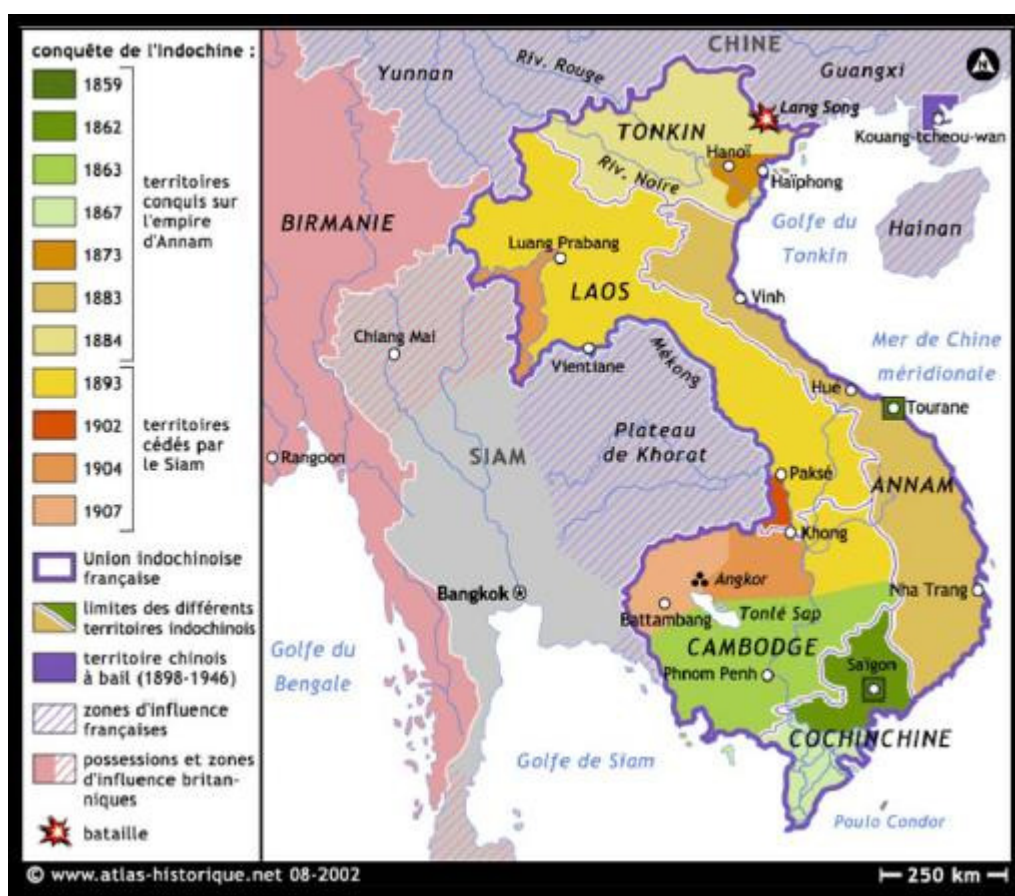 conquête de l'Indochine :
1859
1862
1863
1867
1873
1883
1884
territoires
conquis sur
l'empire
d'Annam
1893
1902
1904
1907
territoires
cédés par
le Siam
Union indochinoise
française
limites des différents
territoires indochinois
territoire chinois
à bail (1898-1946)
zones d'influence
françaises
possessions et zones
d'influence britan-
niques
bataille
CHINE
N
Yunnan
Riv. Rouge
Guangxi
Lang Song
Kouang-tcheou-wan
TONKIN
Hanoï
Riv. Noire
Haïphong
BIRMANIE
Golfe du
Tonkin
Hainan
Luang Prabang
LAOS
Vinh
Chiang Mai
Vientiane
Mékong
Mer de Chine
méridionale
Hue
Tourane
Plateau
de Khorat
SIAM
Rangoon
Paksé
ANNAM
Khong
Angkor
Bangkok
Nha Trang
Battambang
Tonlé Sap
CAMBODGE
Golfe du
Bengale
Phnom Penh
Saïgon
COCHINCHINE
Golfe de Siam
Poulo Condor
© www.atlas-historique.net 08-2002
250 km